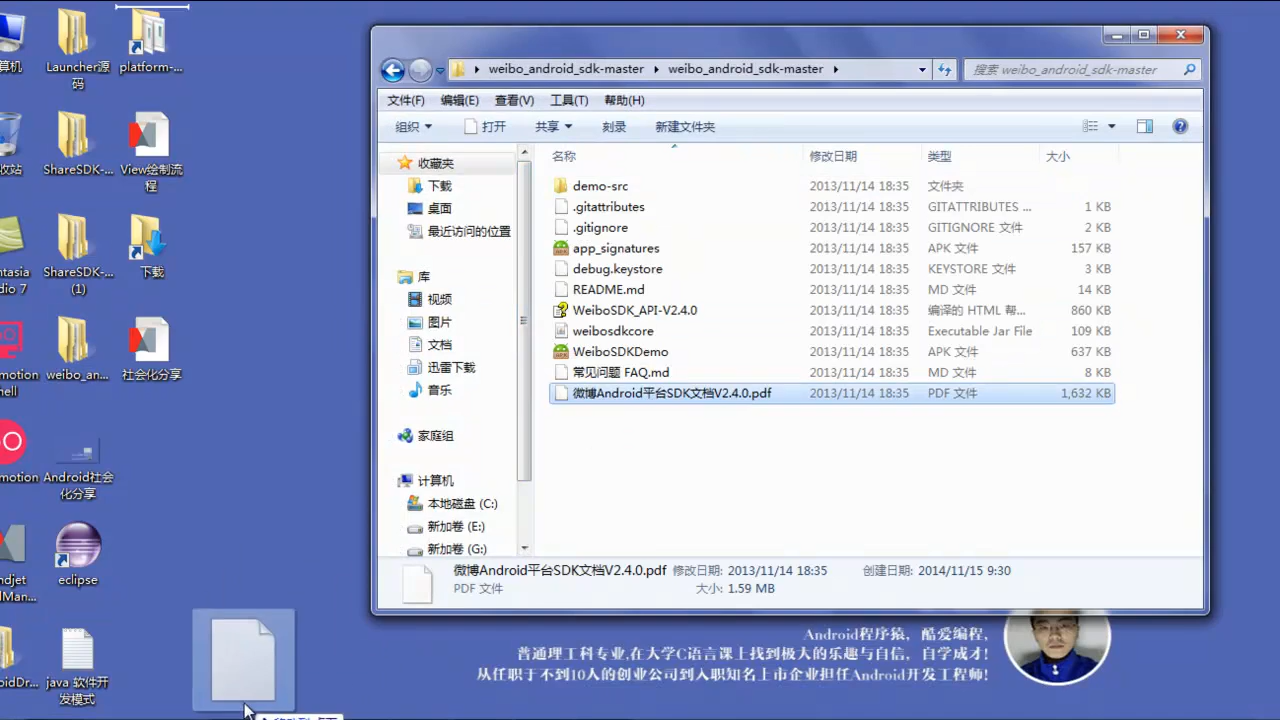 算机
Launcher源
码
platform-...
收站
ShareSDK-...
View绘制流
程
ntasia
dio 7
ShareSDK-...
(1)
下载
motion
hell
weibo_an...
社会化分享
motion
Android社会
化分享
ndjet
dMan...
eclipse
oidDr...
java 软件开
发模式
weibo_android_sdk-master
weibo_android_sdk-master
搜索 weibo_android_sdk-master
文件(F) 编辑(E) 查看(V) 工具(T) 帮助(H)
组织 打开 共享 刻录 新建文件夹
收藏夹
下载
桌面
最近访问的位置
库
视频
图片
文档
迅雷下载
音乐
家庭组
计算机
本地磁盘 (C:)
新加卷 (E:)
新加卷 (G:)
名称 修改日期 类型 大小
demo-src 2013/11/14 18:35 文件夹
.gitattributes 2013/11/14 18:35 GITATTRIBUTES ... 1 KB
.gitignore 2013/11/14 18:35 GITIGNORE 文件 2 KB
app_signatures 2013/11/14 18:35 APK 文件 157 KB
debug.keystore 2013/11/14 18:35 KEYSTORE 文件 3 KB
README.md 2013/11/14 18:35 MD 文件 14 KB
WeiboSDK_API-V2.4.0 2013/11/14 18:35 编译的 HTML 帮... 860 KB
weibosdkcore 2013/11/14 18:35 Executable Jar File 109 KB
WeiboSDKDemo 2013/11/14 18:35 APK 文件 637 KB
常见问题 FAQ.md 2013/11/14 18:35 MD 文件 8 KB
微博Android平台SDK文档V2.4.0.pdf 2013/11/14 18:35 PDF 文件 1,632 KB
微博Android平台SDK文档V2.4.0.pdf 修改日期: 2013/11/14 18:35 创建日期: 2014/11/15 9:30
PDF 文件 大小: 1.59 MB
Android程序猿，酷爱编程，
普通理工科专业,在大学C语言课上找到极大的乐趣与自信，自学成才!
从任职于不到10人的创业公司到入职知名上市企业担任Android开发工程师!